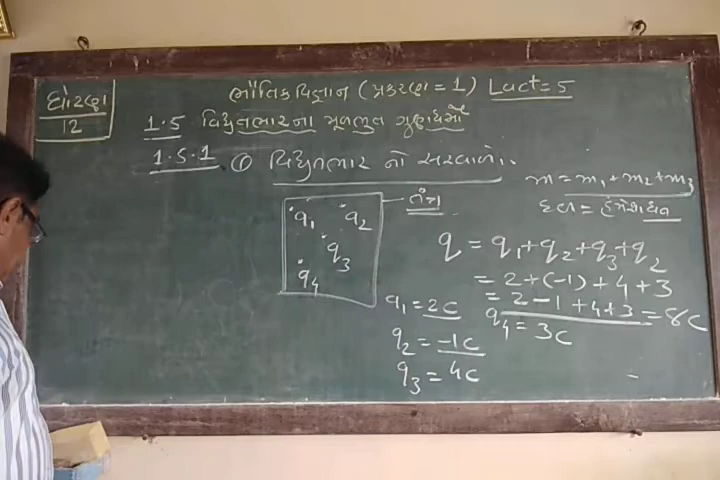 ધોરણ
12
ભૌતિક વિજ્ઞાન (પ્રકરણ = 1) Lact = 5
1.5 વિદ્યુતભારના મૂળભૂત ગુણધર્મો
1.5.1 ① વિદ્યુતભાર નો સરવાળો..
m = m₁ + m₂ + m₃
દળ = હંમેશા ધન
તંત્ર
q₁ q₂
q₃
q₄
q = q₁ + q₂ + q₃ + q₂
= 2 + (-1) + 4 + 3
= 2 - 1 + 4 + 3 = 8C
q₁ = 2C
q₂ = -1C
q₃ = 4C
q₄ = 3C